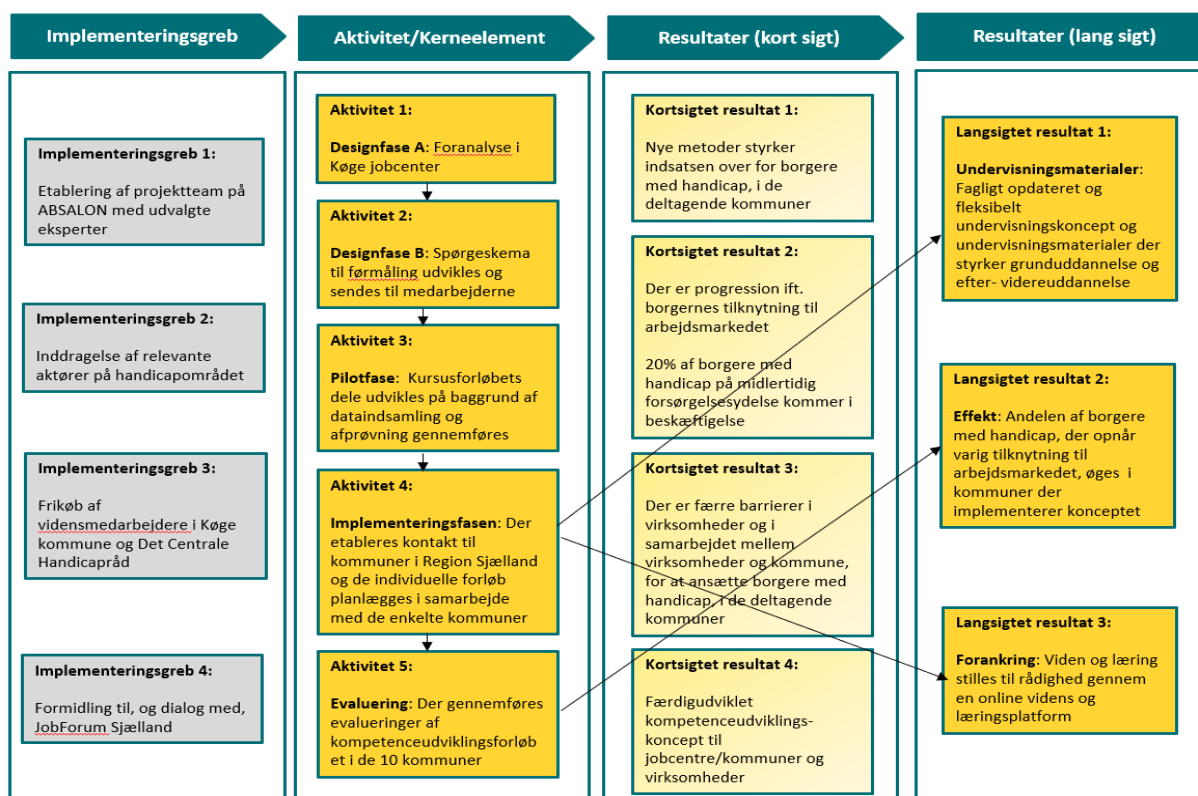 Implementeringsgreb
Aktivitet/Kerneelement
Resultater (kort sigt)
Resultater (lang sigt)
Implementeringsgreb 1:
Etablering af projektteam på
ABSALON med udvalgte
eksperter
Implementeringsgreb 2:
Inddragelse af relevante
aktører på handicapområdet
Implementeringsgreb 3:
Frikøb af
vidensmedarbejdere i Køge
kommune og Det Centrale
Handicapråd
Implementeringsgreb 4:
Formidling til, og dialog med,
JobForum Sjælland
Aktivitet 1:
Designfase A: Foranalyse i
Køge jobcenter
Aktivitet 2:
Designfase B: Spørgeskema
til førmåling udvikles og
sendes til medarbejderne
Aktivitet 3:
Pilotfase: Kursusforløbets
dele udvikles på baggrund af
dataindsamling og
afprøvning gennemføres
Aktivitet 4:
Implementeringsfasen: Der
etableres kontakt til
kommuner i Region Sjælland
og de individuelle forløb
planlægges i samarbejde
med de enkelte kommuner
Aktivitet 5:
Evaluering: Der gennemføres
evalueringer af
kompetenceudviklingsforløb
et i de 10 kommuner
Kortsigtet resultat 1:
Nye metoder styrker
indsatsen over for borgere
med handicap, i de
deltagende kommuner
Kortsigtet resultat 2:
Der er progression ift.
borgernes tilknytning til
arbejdsmarkedet
20% af borgere med
handicap på midlertidig
forsørgelsesydelse kommer i
beskæftigelse
Kortsigtet resultat 3:
Der er færre barrierer i
virksomheder og i
samarbejdet mellem
virksomheder og kommune,
for at ansætte borgere med
handicap, i de deltagende
kommuner
Kortsigtet resultat 4:
Færdigudviklet
kompetenceudviklings-
koncept til
jobcentre/kommuner og
virksomheder
Langsigtet resultat 1:
Undervisningsmaterialer:
Fagligt opdateret og
fleksibelt
undervisningskoncept og
undervisningsmaterialer der
styrker grunduddannelse og
efter- videreuddannelse
Langsigtet resultat 2:
Effekt: Andelen af borgere
med handicap, der opnår
varig tilknytning til
arbejdsmarkedet, øges i
kommuner der
implementerer konceptet
Langsigtet resultat 3:
Forankring: Viden og læring
stilles til rådighed gennem
en online videns og
læringsplatform